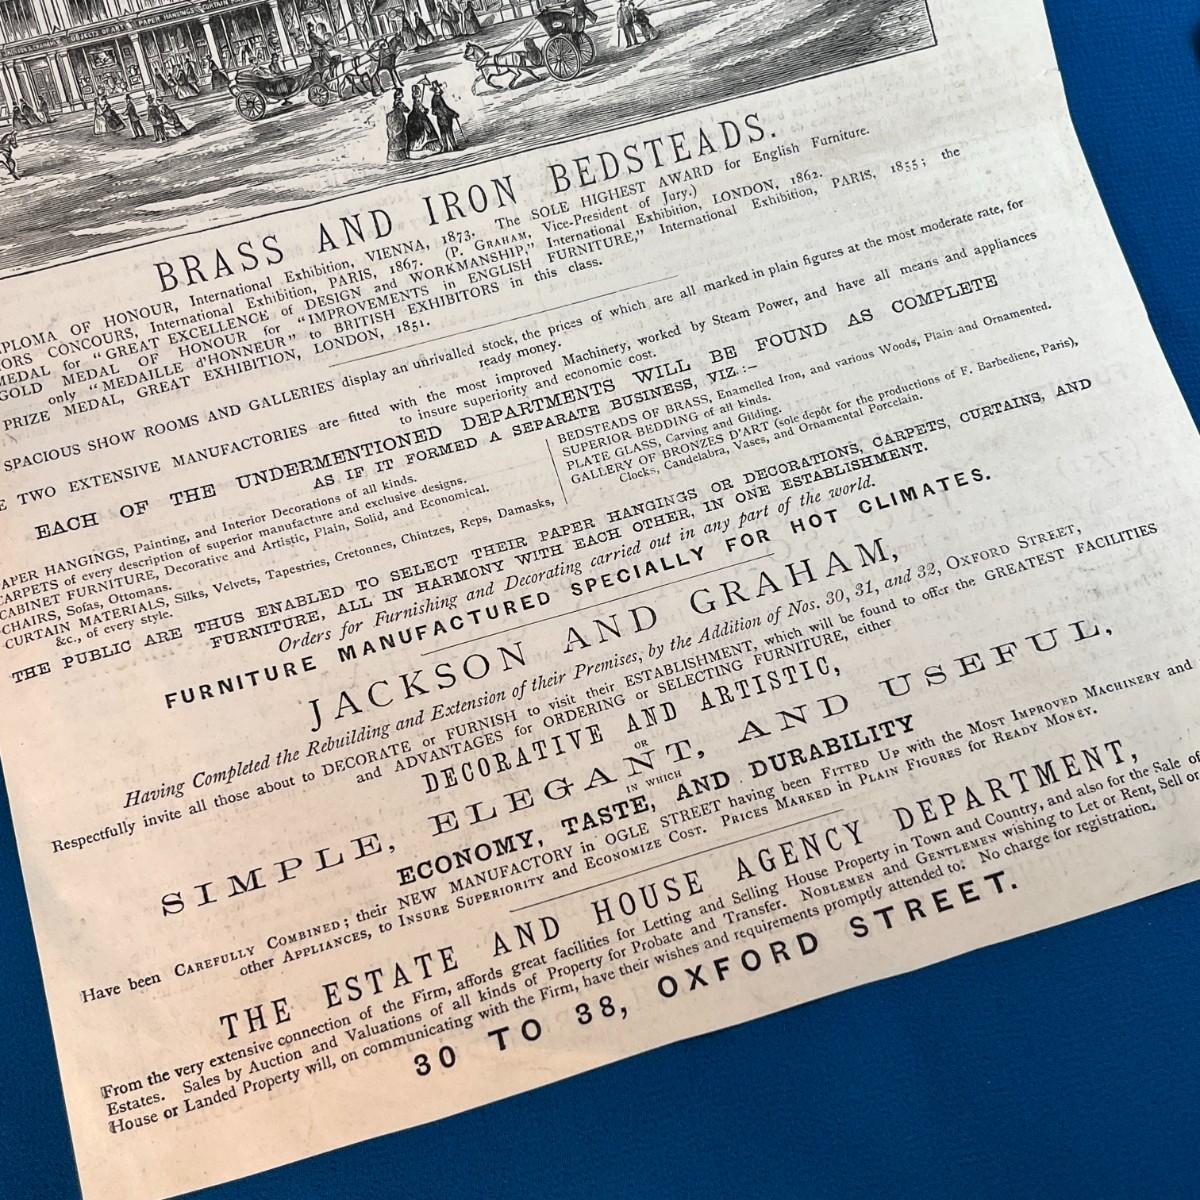 OBJECTS OF ART PAPER HANGINGS CURTAIN
BRASS AND IRON BEDSTEADS.
IPLOMA OF HONOUR, International Exhibition, VIENNA, 1873. The SOLE HIGHEST AWARD for English Furniture.
ORS CONCOURS, International Exhibition, PARIS, 1867. (P. GRAHAM, Vice-President of Jury.)
MEDAL for "GREAT EXCELLENCE of DESIGN and WORKMANSHIP," International Exhibition, LONDON, 1862.
GOLD MEDAL OF HONOUR for "IMPROVEMENTS in ENGLISH FURNITURE," International Exhibition, PARIS, 1855; the
only "MEDAILLE d'HONNEUR" to BRITISH EXHIBITORS in this class.
PRIZE MEDAL, GREAT EXHIBITION, LONDON, 1851.
SPACIOUS SHOW ROOMS AND GALLERIES display an unrivalled stock, the prices of which are all marked in plain figures at the most moderate rate, for
ready money.
E TWO EXTENSIVE MANUFACTORIES are fitted with the most improved Machinery, worked by Steam Power, and have all means and appliances
to insure superiority and economic cost.
EACH OF THE UNDERMENTIONED DEPARTMENTS WILL BE FOUND AS COMPLETE
AS IF IT FORMED A SEPARATE BUSINESS, VIZ.:—
APER HANGINGS, Painting, and Interior Decorations of all kinds.
CARPETS of every description of superior manufacture and exclusive designs.
CABINET FURNITURE, Decorative and Artistic, Plain, Solid, and Economical.
CHAIRS, Sofas, Ottomans.
CURTAIN MATERIALS, Silks, Velvets, Tapestries, Cretonnes, Chintzes, Reps, Damasks,
&c., of every style.
BEDSTEADS OF BRASS, Enamelled Iron, and various Woods, Plain and Ornamented.
SUPERIOR BEDDING of all kinds.
PLATE GLASS, Carving and Gilding.
GALLERY OF BRONZES D'ART (sole depôt for the productions of F. Barbediene, Paris),
Clocks, Candelabra, Vases, and Ornamental Porcelain.
THE PUBLIC ARE THUS ENABLED TO SELECT THEIR PAPER HANGINGS OR DECORATIONS, CARPETS, CURTAINS, AND
FURNITURE, ALL IN HARMONY WITH EACH OTHER, IN ONE ESTABLISHMENT.
Orders for Furnishing and Decorating carried out in any part of the world.
FURNITURE MANUFACTURED SPECIALLY FOR HOT CLIMATES.
JACKSON AND GRAHAM,
Having Completed the Rebuilding and Extension of their Premises, by the Addition of Nos. 30, 31, and 32, OXFORD STREET,
Respectfully invite all those about to DECORATE or FURNISH to visit their ESTABLISHMENT, which will be found to offer the GREATEST FACILITIES
and ADVANTAGES for ORDERING or SELECTING FURNITURE, either
DECORATIVE AND ARTISTIC,
OR
SIMPLE, ELEGANT, AND USEFUL,
IN WHICH
ECONOMY, TASTE, AND DURABILITY
Have been CAREFULLY COMBINED; their NEW MANUFACTORY in OGLE STREET having been FITTED UP with the MOST IMPROVED MACHINERY and
other APPLIANCES, to INSURE SUPERIORITY and ECONOMIZE COST. PRICES MARKED in PLAIN FIGURES for READY MONEY.
THE ESTATE AND HOUSE AGENCY DEPARTMENT,
From the very extensive connection of the Firm, affords great facilities for Letting and Selling House Property in Town and Country, and also for the Sale of
Estates. Sales by Auction and Valuations of all kinds of Property for Probate and Transfer. NOBLEMEN and GENTLEMEN wishing to Let or Rent, Sell or
House or Landed Property will, on communicating with the Firm, have their wishes and requirements promptly attended to. No charge for registration.
30 TO 38, OXFORD STREET.